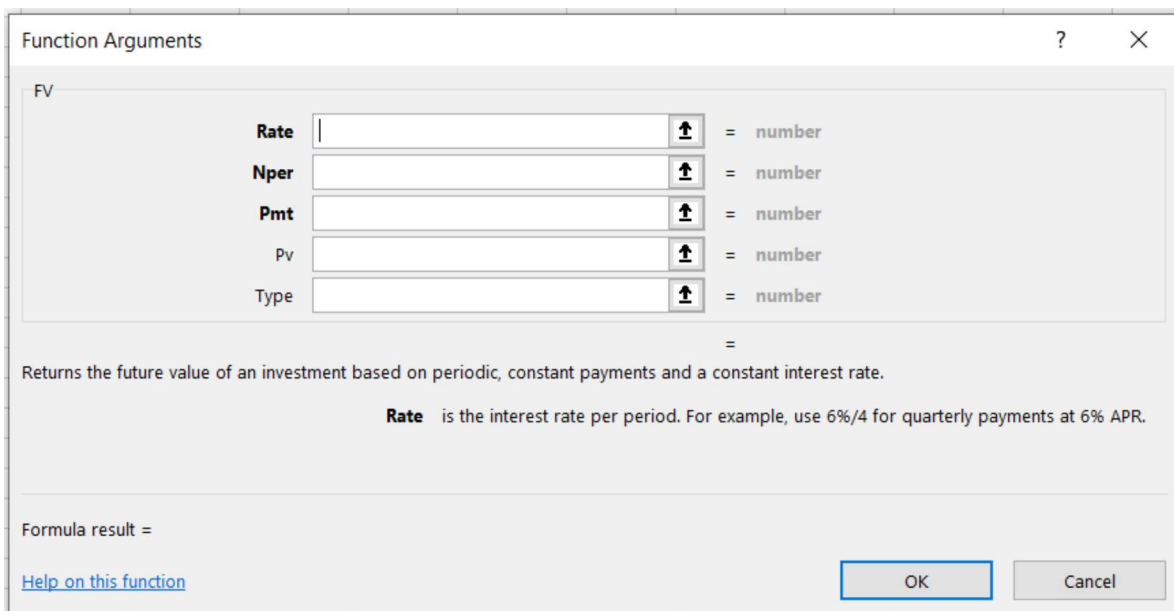 Function Arguments ? ×
FV
Rate = number
Nper = number
Pmt = number
Pv = number
Type = number
=
Returns the future value of an investment based on periodic, constant payments and a constant interest rate.
Rate is the interest rate per period. For example, use 6%/4 for quarterly payments at 6% APR.
Formula result =
Help on this function OK Cancel